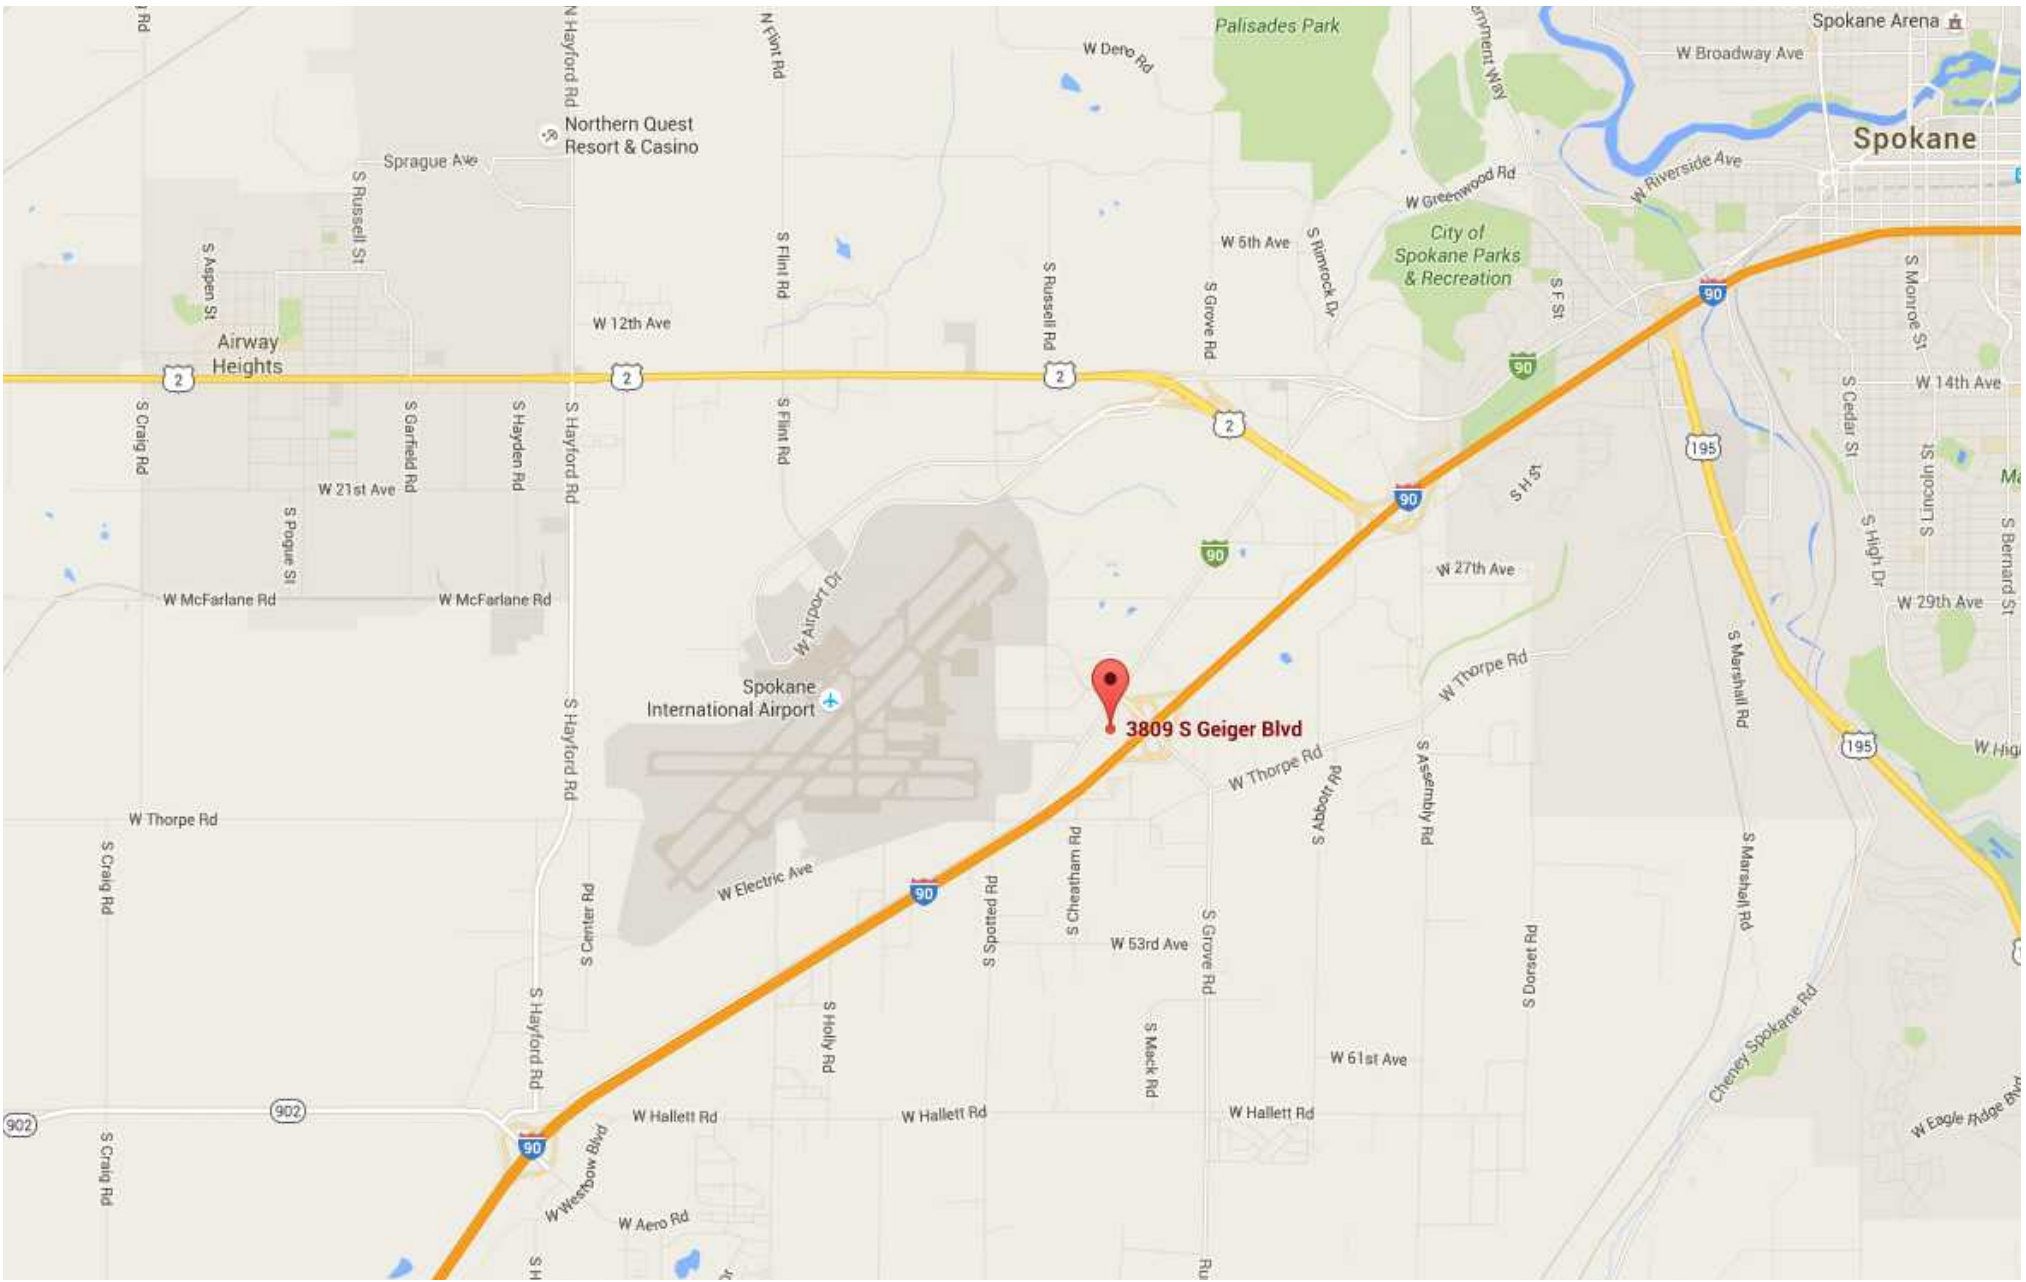 Palisades Park
Spokane Arena
W Deno Rd
W Broadway Ave
N Hayford Rd
N Flint Rd
Northern Quest
Resort & Casino
Spokane
Sprague Ave
W Riverside Ave
W Greenwood Rd
S Russell St
City of
Spokane Parks
& Recreation
W 5th Ave
S Rimrock Dr
S Flint Rd
S Aspen St
S Russell Rd
S Grove Rd
S F St
S Monroe St
90
W 12th Ave
Airway
Heights
2
2
2
90
W 14th Ave
S Cedar St
S Craig Rd
S Garfield Rd
S Hayden Rd
S Hayford Rd
S Flint Rd
2
195
S Lincoln St
W 21st Ave
S H St
90
S Pogue St
S High Dr
S Bernard St
90
W 27th Ave
W McFarlane Rd
W McFarlane Rd
W Airport Dr
W 29th Ave
S Marshall Rd
W Thorpe Rd
Spokane
International Airport
S Hayford Rd
3809 S Geiger Blvd
195
W Thorpe Rd
S Abbott Rd
S Assembly Rd
W Thorpe Rd
S Craig Rd
W Electric Ave
S Cheatham Rd
S Marshall Rd
90
S Center Rd
S Spotted Rd
W 53rd Ave
S Grove Rd
S Dorset Rd
S Hayford Rd
S Holly Rd
S Mack Rd
W 61st Ave
Cheney Spokane Rd
902
902
W Hallett Rd
W Hallett Rd
W Hallett Rd
W Eagle Ridge Blvd
90
S Craig Rd
W Westbow Blvd
W Aero Rd